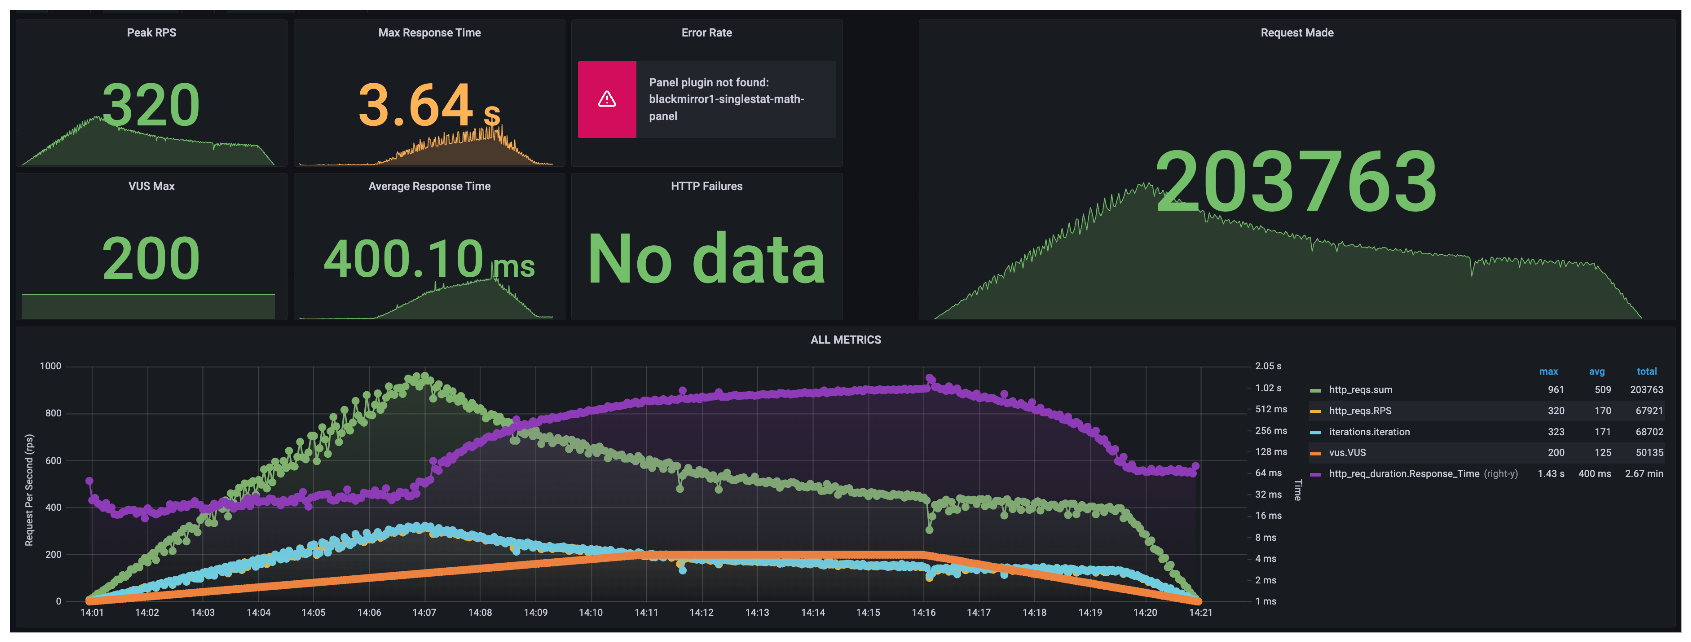 Peak RPS
320
Max Response Time
3.64 s
Error Rate
Panel plugin not found:
blackmirror1-singlestat-math-
panel
Request Made
203763
VUS Max
200
Average Response Time
400.10 ms
HTTP Failures
No data
ALL METRICS
Request Per Second (rps)
1000
800
600
400
200
0
14:01 14:02 14:03 14:04 14:05 14:06 14:07 14:08 14:09 14:10 14:11 14:12 14:13 14:14 14:15 14:16 14:17 14:18 14:19 14:20 14:21
2.05 s
1.02 s
512 ms
256 ms
128 ms
64 ms
32 ms
16 ms
8 ms
4 ms
2 ms
1 ms
Time
max avg total
http_reqs.sum 961 509 203763
http_reqs.RPS 320 170 67921
iterations.iteration 323 171 68702
vus.VUS 200 125 50135
http_req_duration.Response_Time (right-y) 1.43 s 400 ms 2.67 min